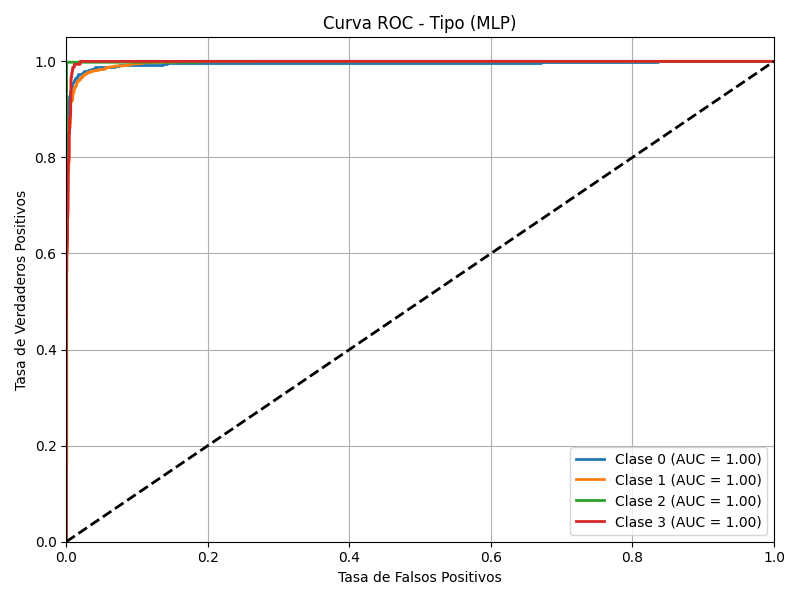 Curva ROC - Tipo (MLP)
Tasa de Verdaderos Positivos
1.0
0.8
0.6
0.4
0.2
0.0
0.0 0.2 0.4 0.6 0.8 1.0
Tasa de Falsos Positivos
Clase 0 (AUC = 1.00)
Clase 1 (AUC = 1.00)
Clase 2 (AUC = 1.00)
Clase 3 (AUC = 1.00)